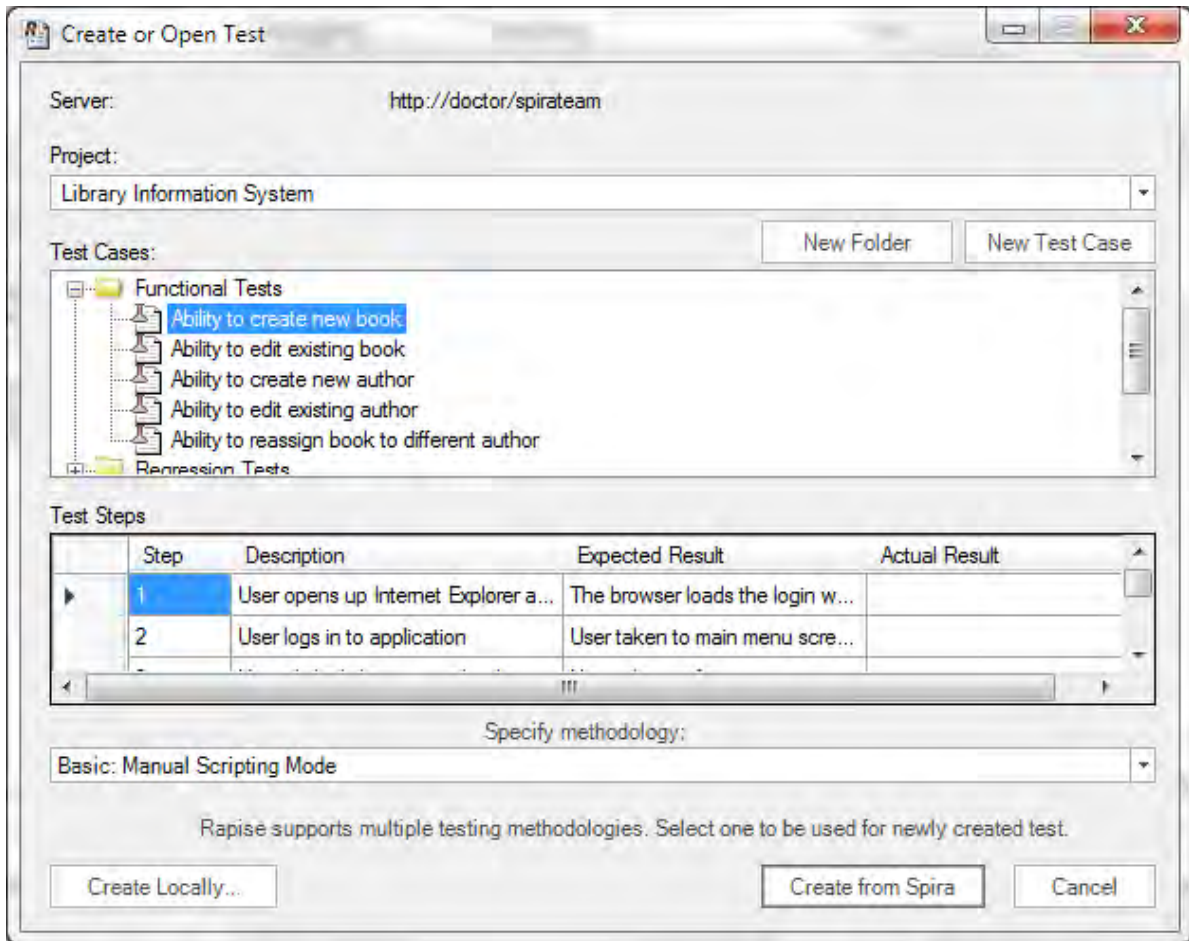 Create or Open Test
Server: http://doctor/spirateam
Project:
Library Information System
New Folder New Test Case
Test Cases:
Functional Tests
Ability to create new book
Ability to edit existing book
Ability to create new author
Ability to edit existing author
Ability to reassign book to different author
Regression Tests
Test Steps
Step Description Expected Result Actual Result
1 User opens up Internet Explorer a... The browser loads the login w...
2 User logs in to application User taken to main menu scre...
Specify methodology:
Basic: Manual Scripting Mode
Rapise supports multiple testing methodologies. Select one to be used for newly created test.
Create Locally... Create from Spira Cancel